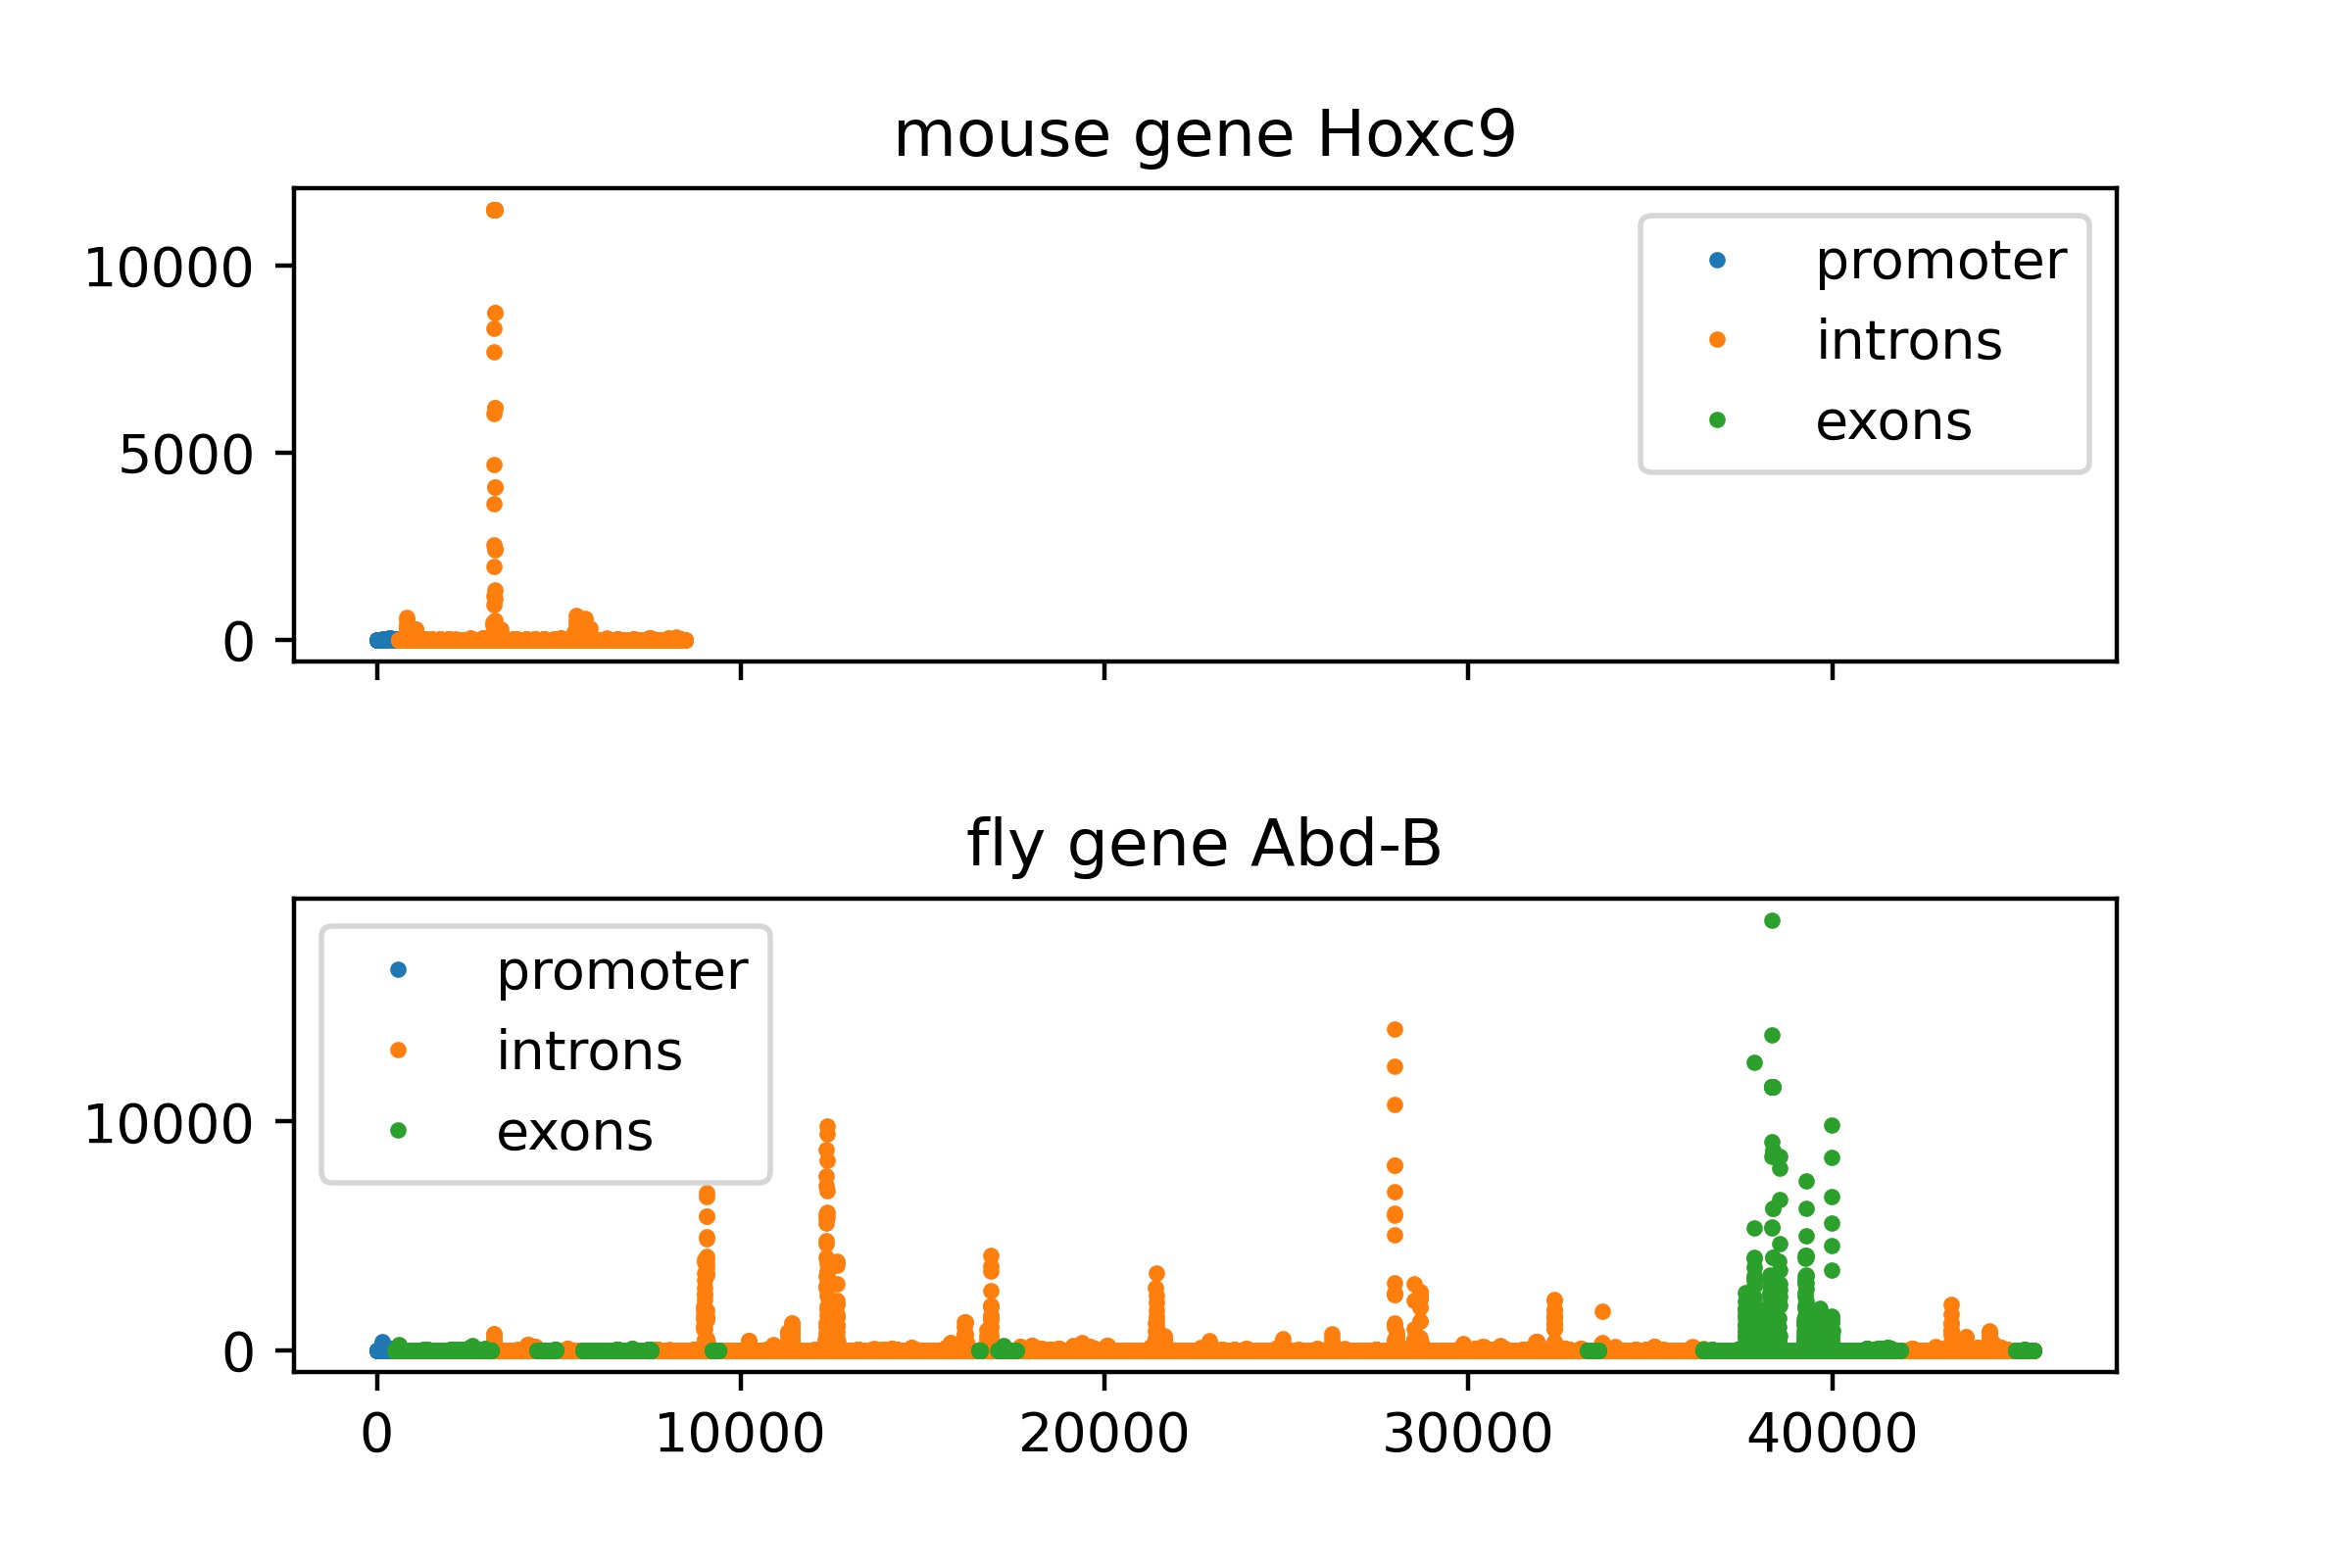 mouse gene Hoxc9
10000
5000
0
promoter
introns
exons
fly gene Abd-B
10000
0
promoter
introns
exons
0 10000 20000 30000 40000